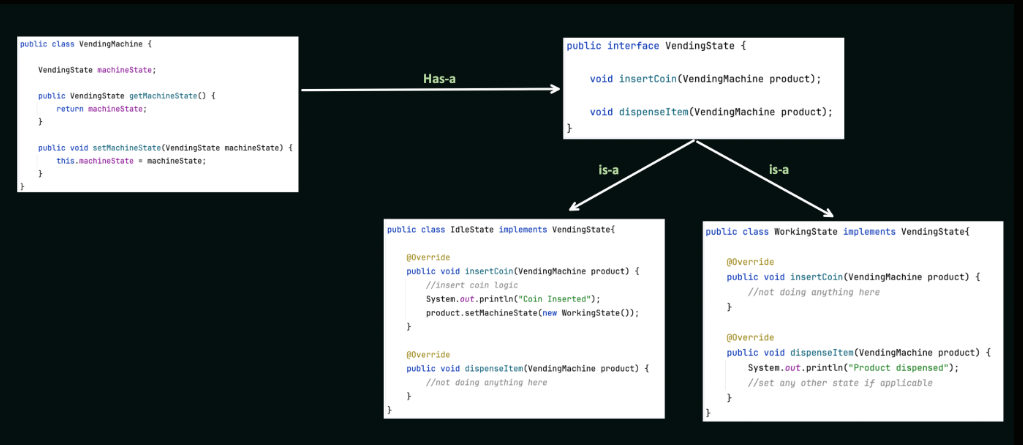 public class VendingMachine {
VendingState machineState;
public VendingState getMachineState() {
return machineState;
}
public void setMachineState(VendingState machineState) {
this.machineState = machineState;
}
}
Has-a
public interface VendingState {
void insertCoin(VendingMachine product);
void dispenseItem(VendingMachine product);
}
is-a
is-a
public class IdleState implements VendingState{
@Override
public void insertCoin(VendingMachine product) {
//insert coin logic
System.out.println("Coin Inserted");
product.setMachineState(new WorkingState());
}
@Override
public void dispenseItem(VendingMachine product) {
//not doing anything here
}
}
public class WorkingState implements VendingState{
@Override
public void insertCoin(VendingMachine product) {
//not doing anything here
}
@Override
public void dispenseItem(VendingMachine product) {
System.out.println("Product dispensed");
//set any other state if applicable
}
}